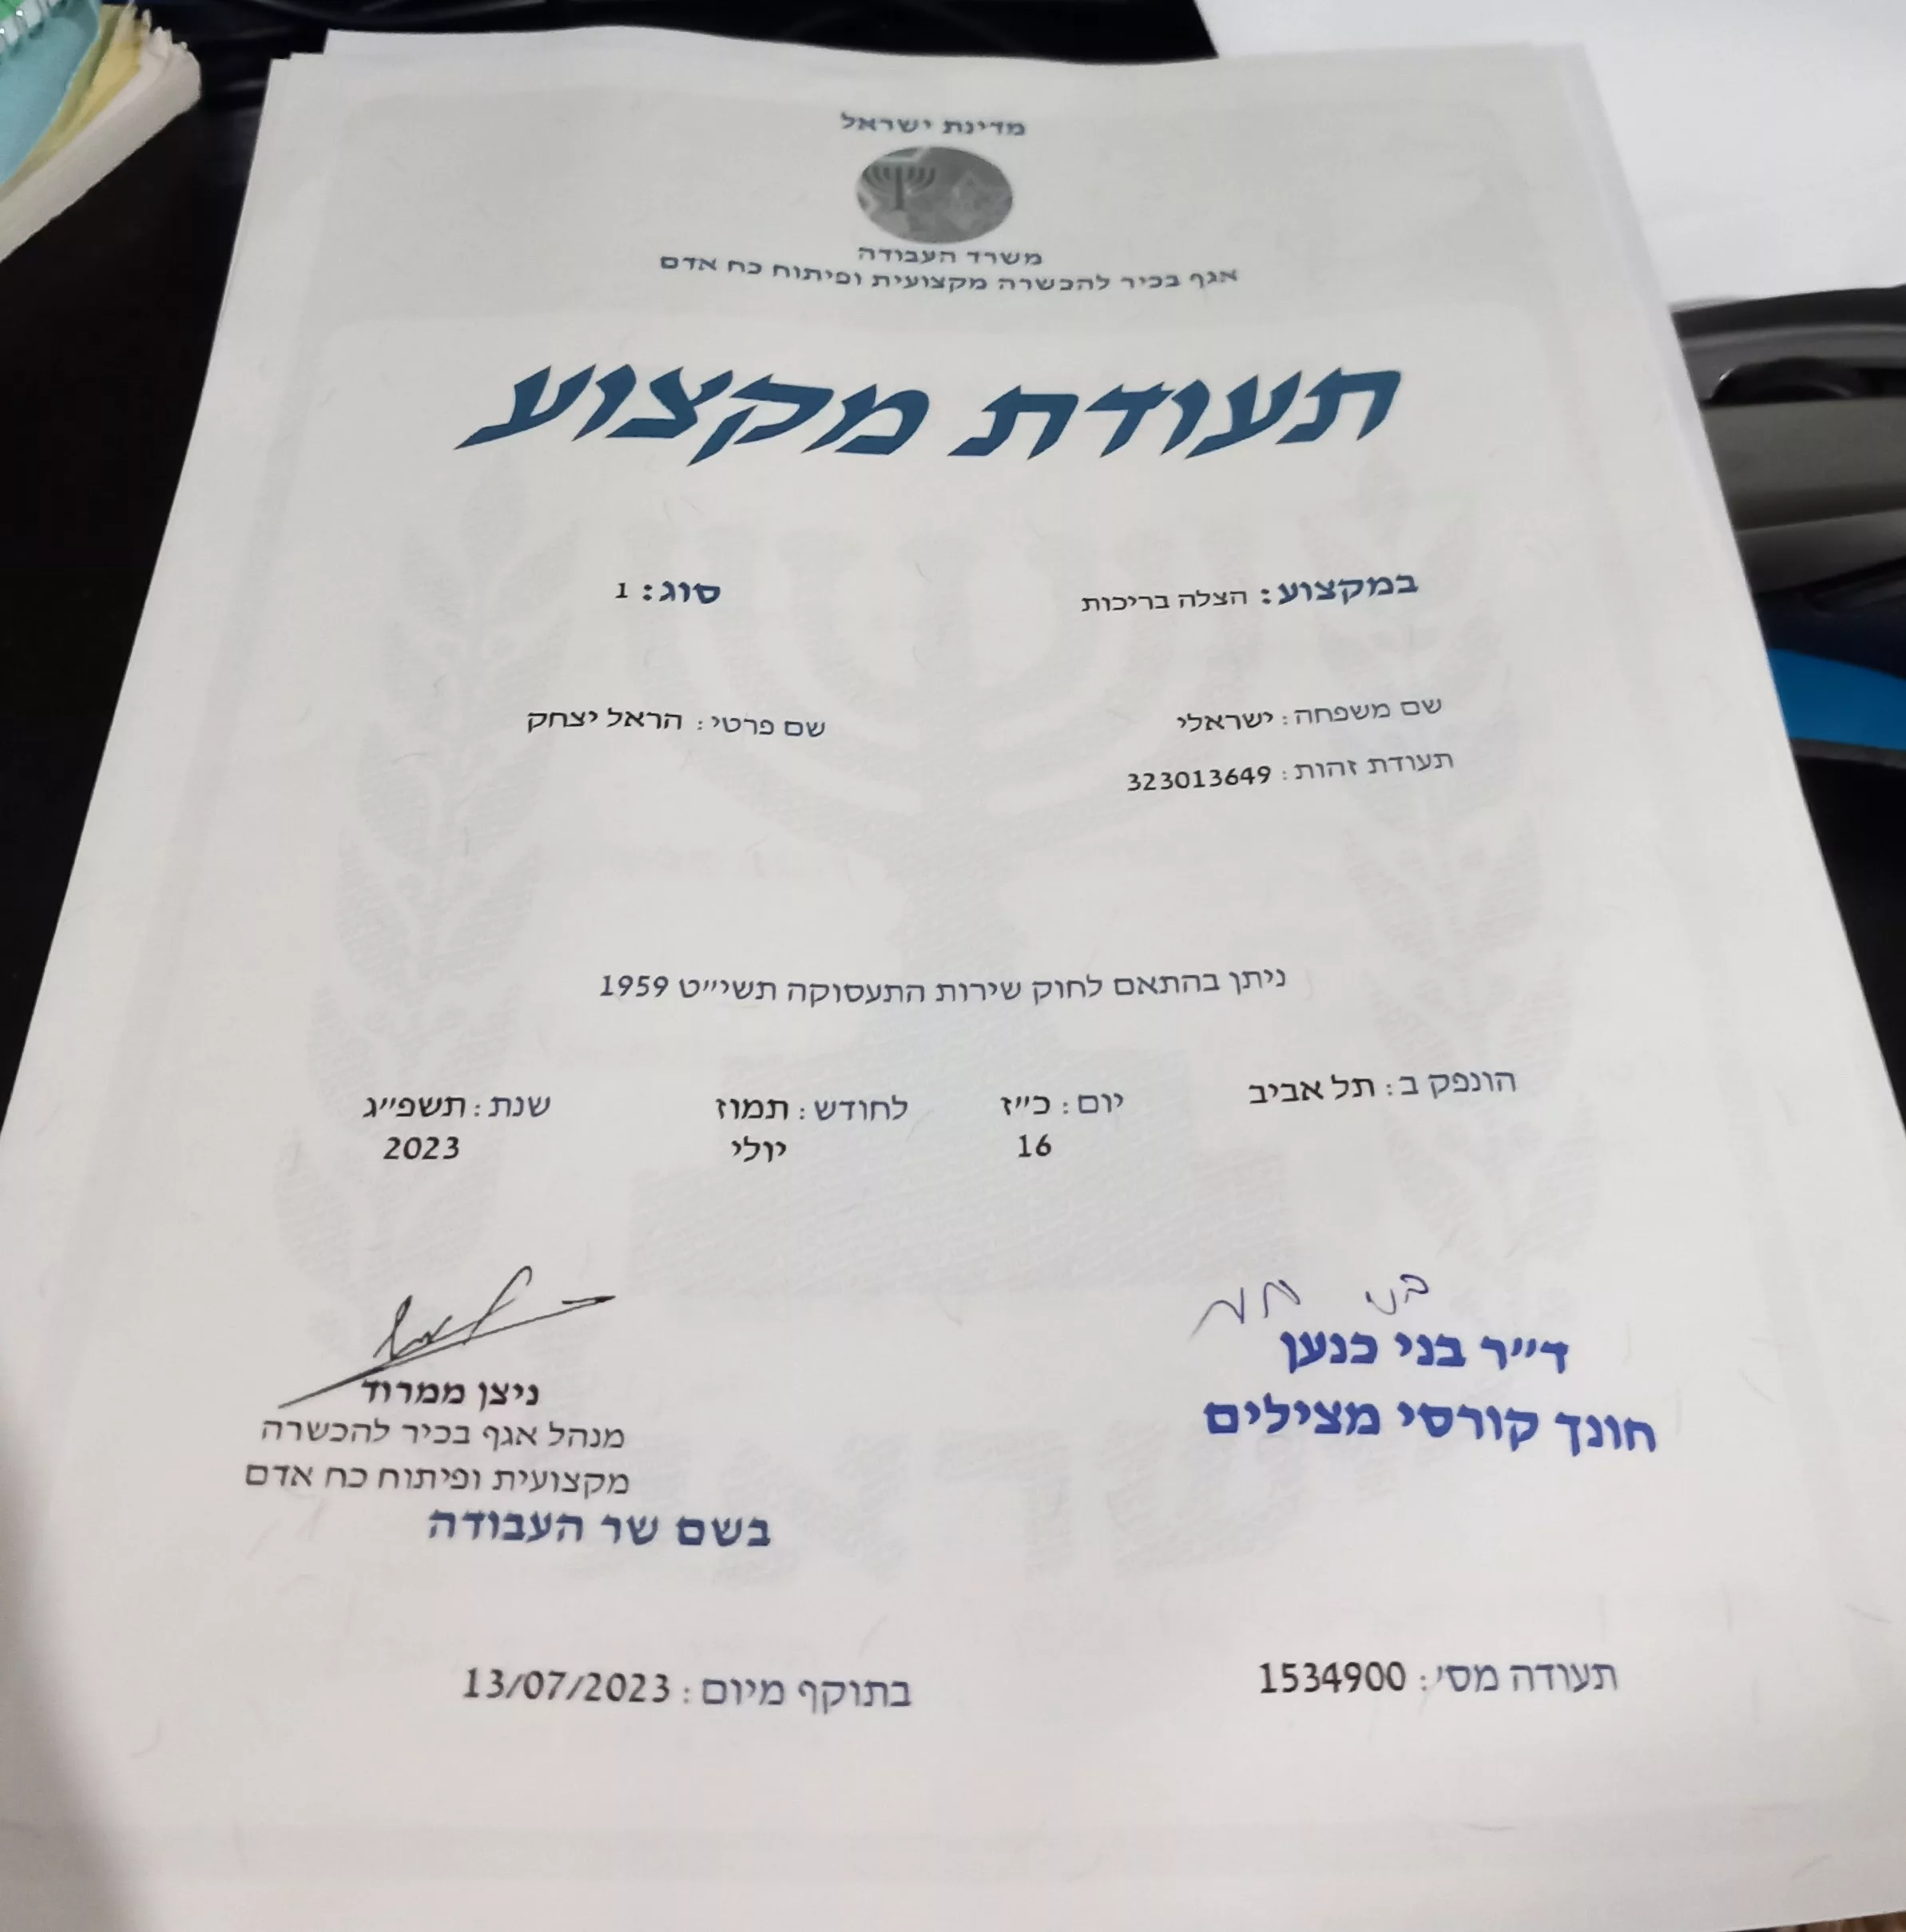 מדינת ישראל
משרד העבודה
אגף בכיר להכשרה מקצועית ופיתוח כח אדם
תעודת מקצוע
במקצוע: הצלה בריכות סוג: 1
שם משפחה: ישראלי שם פרטי: הראל יצחק
תעודת זהות: 323013649
ניתן בהתאם לחוק שירות התעסוקה תשי״ט 1959
הונפק ב: תל אביב יום: כ״ז לחודש: תמוז שנת: תשפ״ג
16 יולי 2023
ד״ר בני כנען
חונך קורסי מצילים
ניצן ממרוד
מנהל אגף בכיר להכשרה
מקצועית ופיתוח כח אדם
בשם שר העבודה
תעודה מס׳: 1534900 בתוקף מיום: 13/07/2023